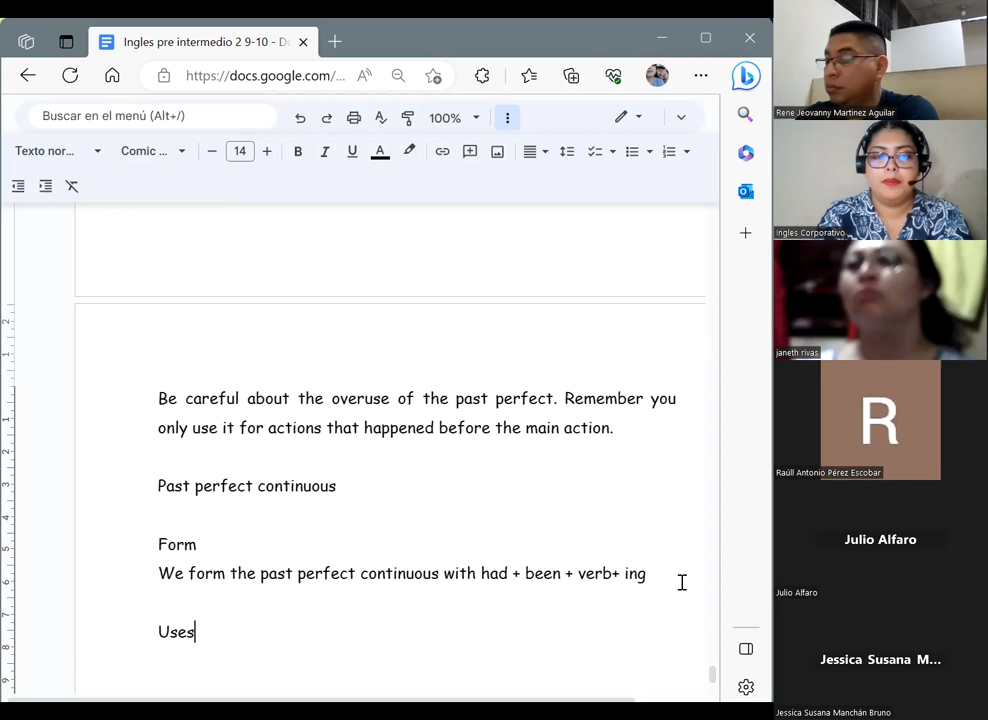 Ingles pre intermedio 2 9-10 - Do
https://docs.google.com/...
Buscar en el menú (Alt+/)
100%
Texto nor...
Comic ...
14
Be careful about the overuse of the past perfect. Remember you
only use it for actions that happened before the main action.
Past perfect continuous
Form
We form the past perfect continuous with had + been + verb+ ing
Uses
Rene Jeovanny Martinez Aguilar
Ingles Corporativo
janeth rivas
R
Raúll Antonio Pérez Escobar
Julio Alfaro
Julio Alfaro
Jessica Susana M...
Jessica Susana Manchán Bruno